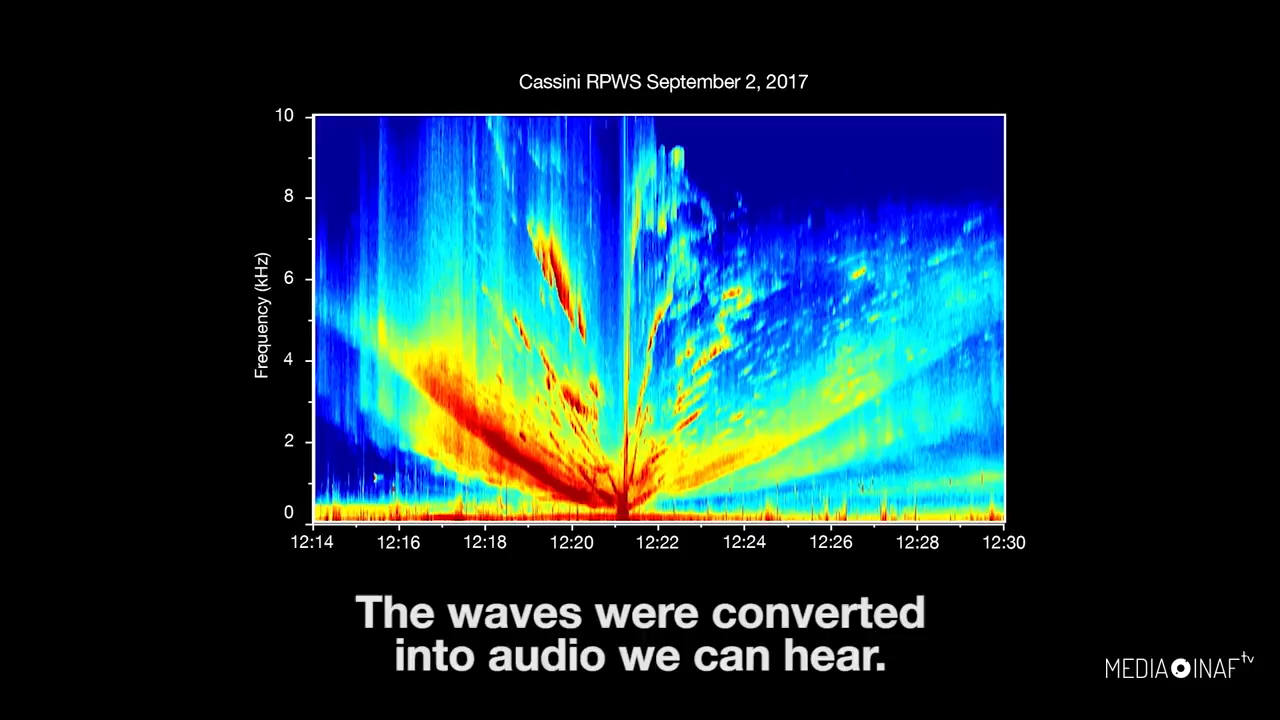 Cassini RPWS September 2, 2017
10
8
6
4
2
0
Frequency (kHz)
12:14 12:16 12:18 12:20 12:22 12:24 12:26 12:28 12:30
The waves were converted
into audio we can hear.
MEDIA INAF tv